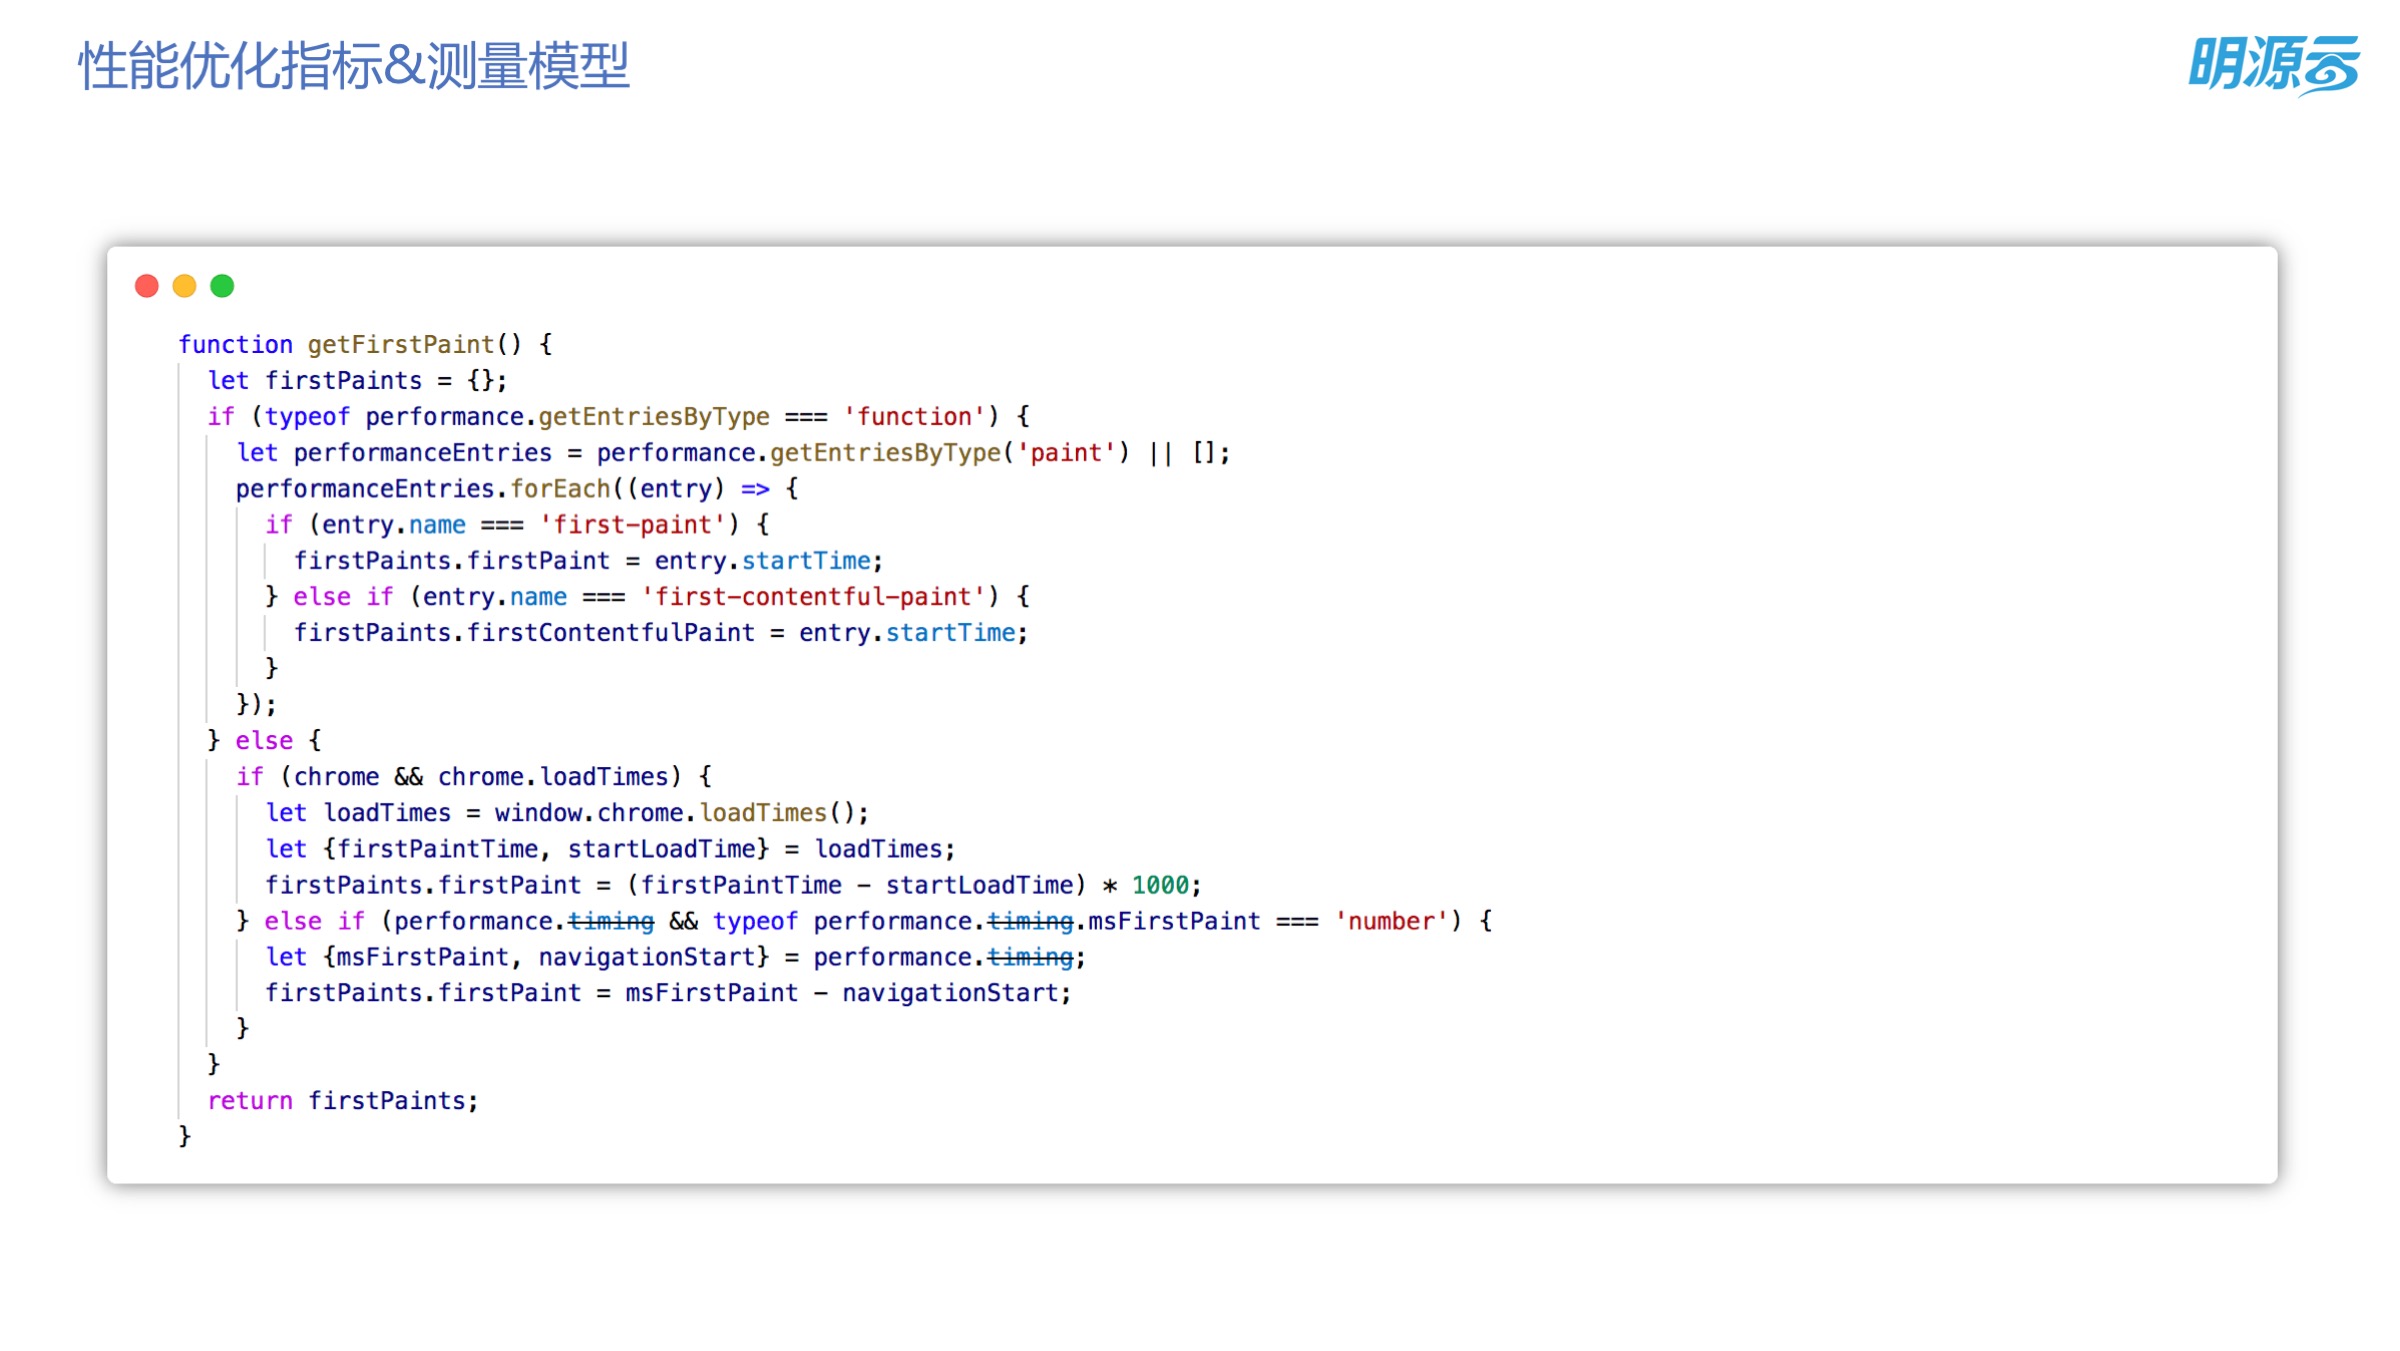 性能优化指标&测量模型
明源云
function getFirstPaint() {
  let firstPaints = {};
  if (typeof performance.getEntriesByType === 'function') {
    let performanceEntries = performance.getEntriesByType('paint') || [];
    performanceEntries.forEach((entry) => {
      if (entry.name === 'first-paint') {
        firstPaints.firstPaint = entry.startTime;
      } else if (entry.name === 'first-contentful-paint') {
        firstPaints.firstContentfulPaint = entry.startTime;
      }
    });
  } else {
    if (chrome && chrome.loadTimes) {
      let loadTimes = window.chrome.loadTimes();
      let {firstPaintTime, startLoadTime} = loadTimes;
      firstPaints.firstPaint = (firstPaintTime - startLoadTime) * 1000;
    } else if (performance.timing && typeof performance.timing.msFirstPaint === 'number') {
      let {msFirstPaint, navigationStart} = performance.timing;
      firstPaints.firstPaint = msFirstPaint - navigationStart;
    }
  }
  return firstPaints;
}